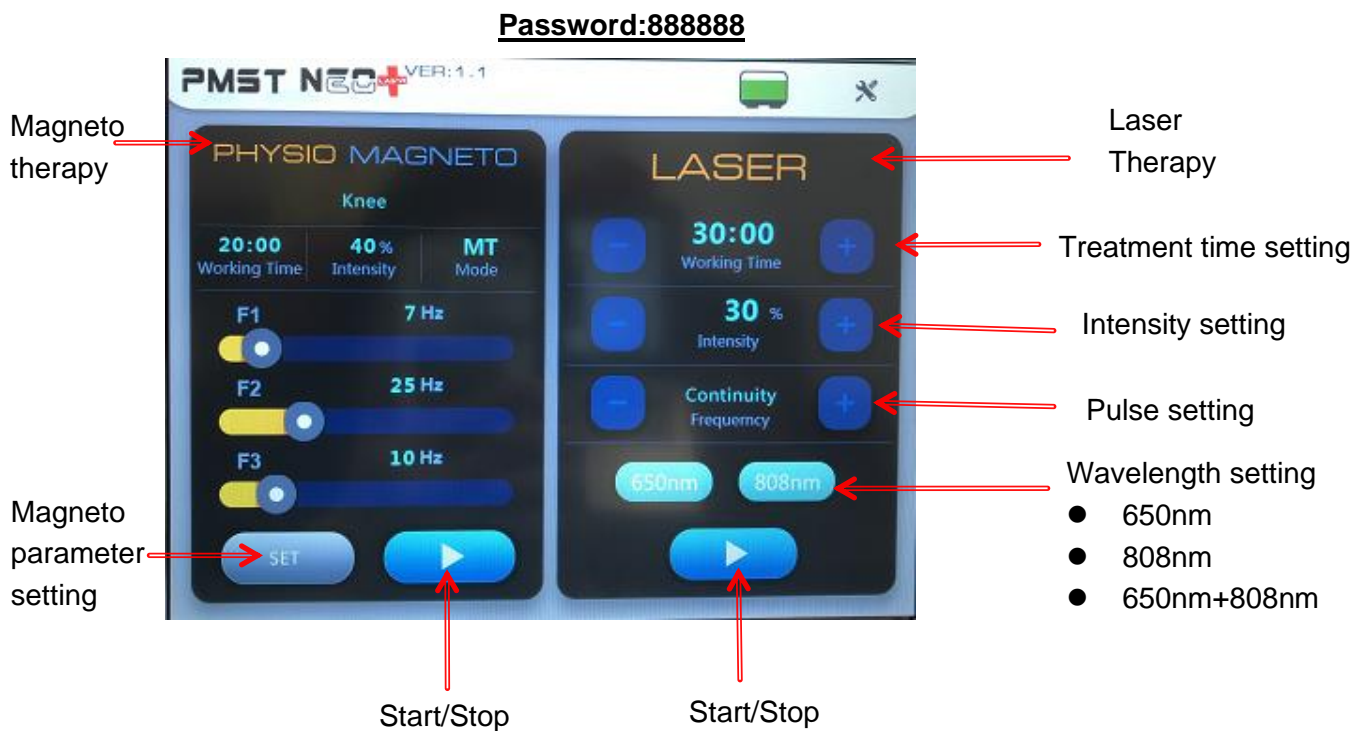 Password:888888
PMST NEO+ LASER VER:1.1
Magneto
therapy
PHYSIO MAGNETO
Knee
20:00 40% MT
Working Time Intensity Mode
F1 7 Hz
F2 25 Hz
F3 10 Hz
SET
Magneto
parameter
setting
Start/Stop
LASER
30:00
Working Time
30 %
Intensity
Continuity
Frequemcy
650nm 808nm
Start/Stop
Laser
Therapy
Treatment time setting
Intensity setting
Pulse setting
Wavelength setting
● 650nm
● 808nm
● 650nm+808nm